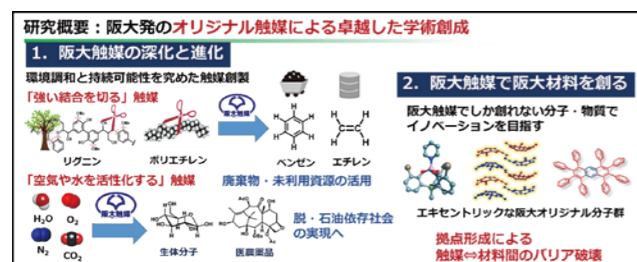 研究概要：阪大発のオリジナル触媒による卓越した学術創成
1. 阪大触媒の深化と進化
環境調和と持続可能性を究めた触媒創製
「強い結合を切る」触媒
阪大触媒
リグニン
ポリエチレン
ベンゼン
エチレン
「空気や水を活性化する」触媒
廃棄物・未利用資源の活用
H₂O
O₂
N₂
CO₂
阪大触媒
生体分子
医農薬品
脱・石油依存社会
の実現へ
2. 阪大触媒で阪大材料を創る
阪大触媒でしか創れない分子・物質で
イノベーションを目指す
エキセントリックな阪大オリジナル分子群
拠点形成による
触媒⇔材料間のバリア破壊